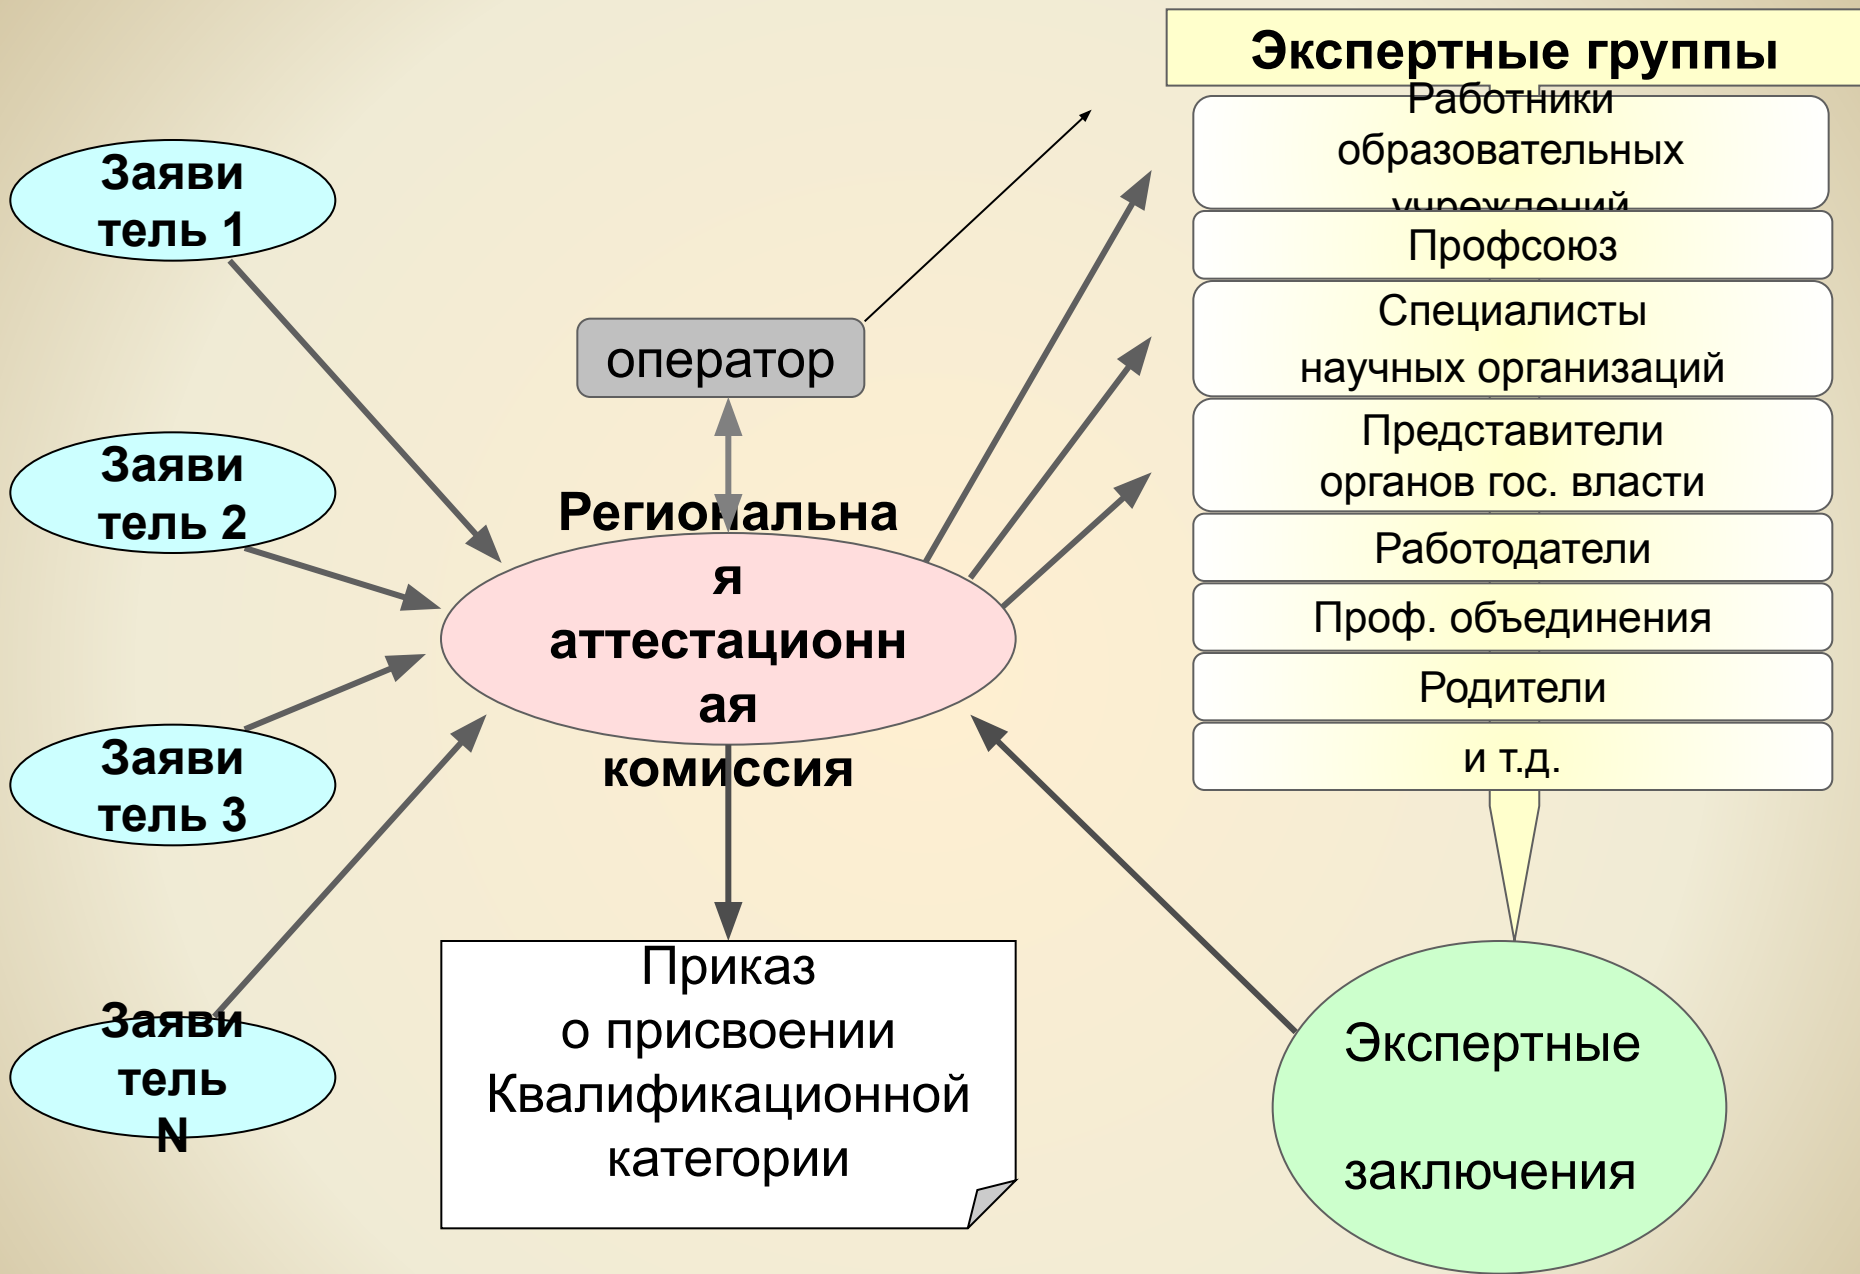 Экспертные группы
Работники
образовательных
учреждений
Профсоюз
Специалисты
научных организаций
Представители
органов гос. власти
Работодатели
Проф. объединения
Родители
и т.д.
Заяви
тель 1
Заяви
тель 2
Заяви
тель 3
Заяви
тель
N
оператор
Региональна
я
аттестационн
ая
комиссия
Приказ
о присвоении
Квалификационной
категории
Экспертные
заключения